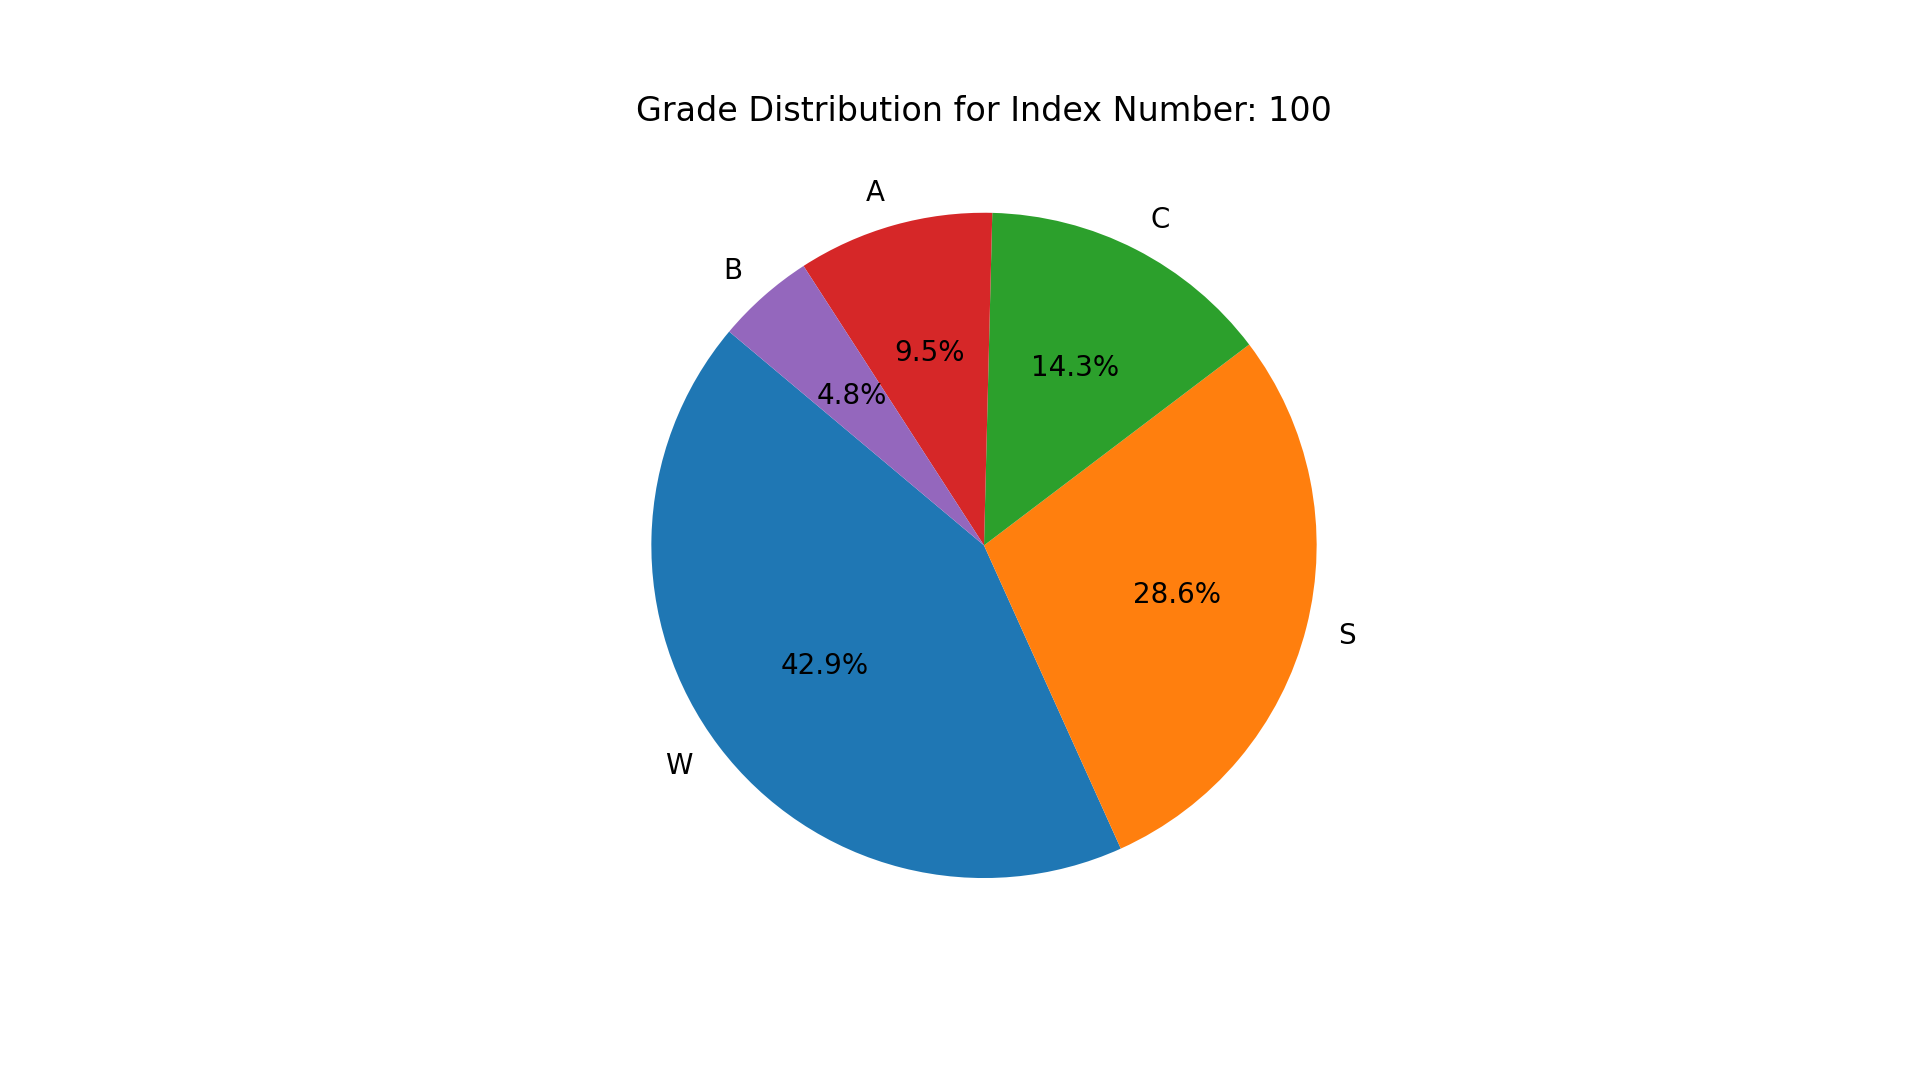 Grade Distribution for Index Number: 100
A
C
B
9.5%
14.3%
4.8%
28.6%
S
42.9%
W